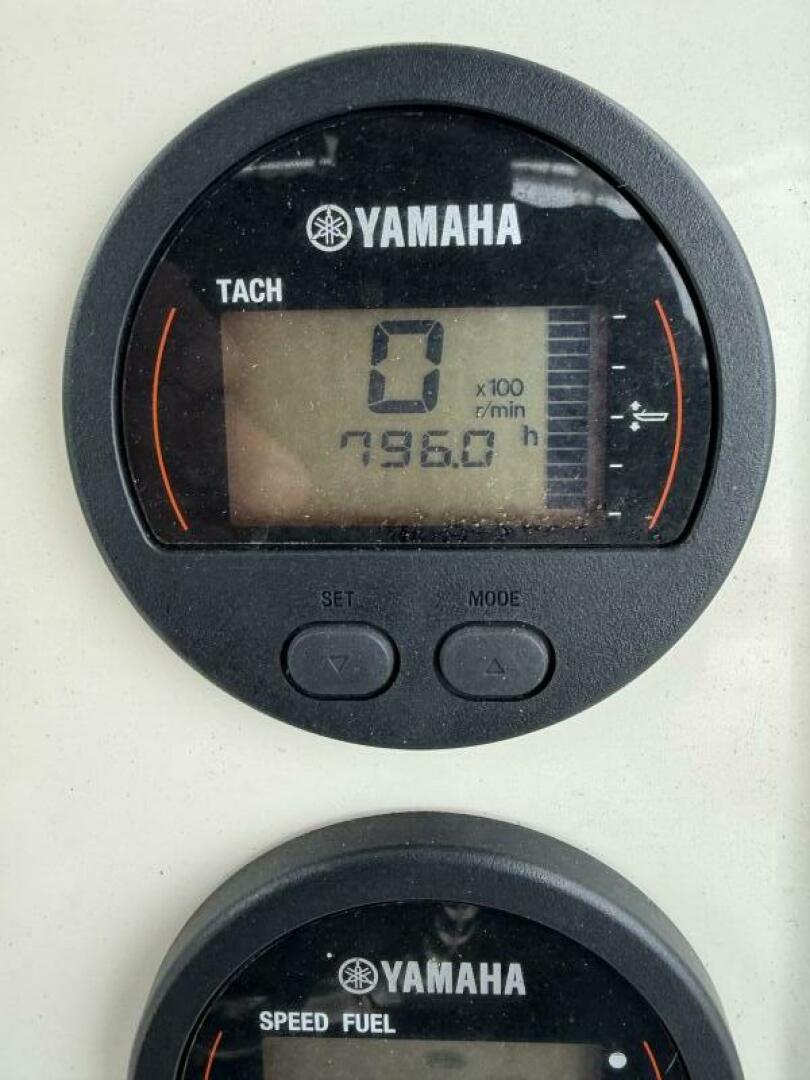 YAMAHA
TACH
0
x100
r/min
796.0 h
SET MODE
YAMAHA
SPEED FUEL